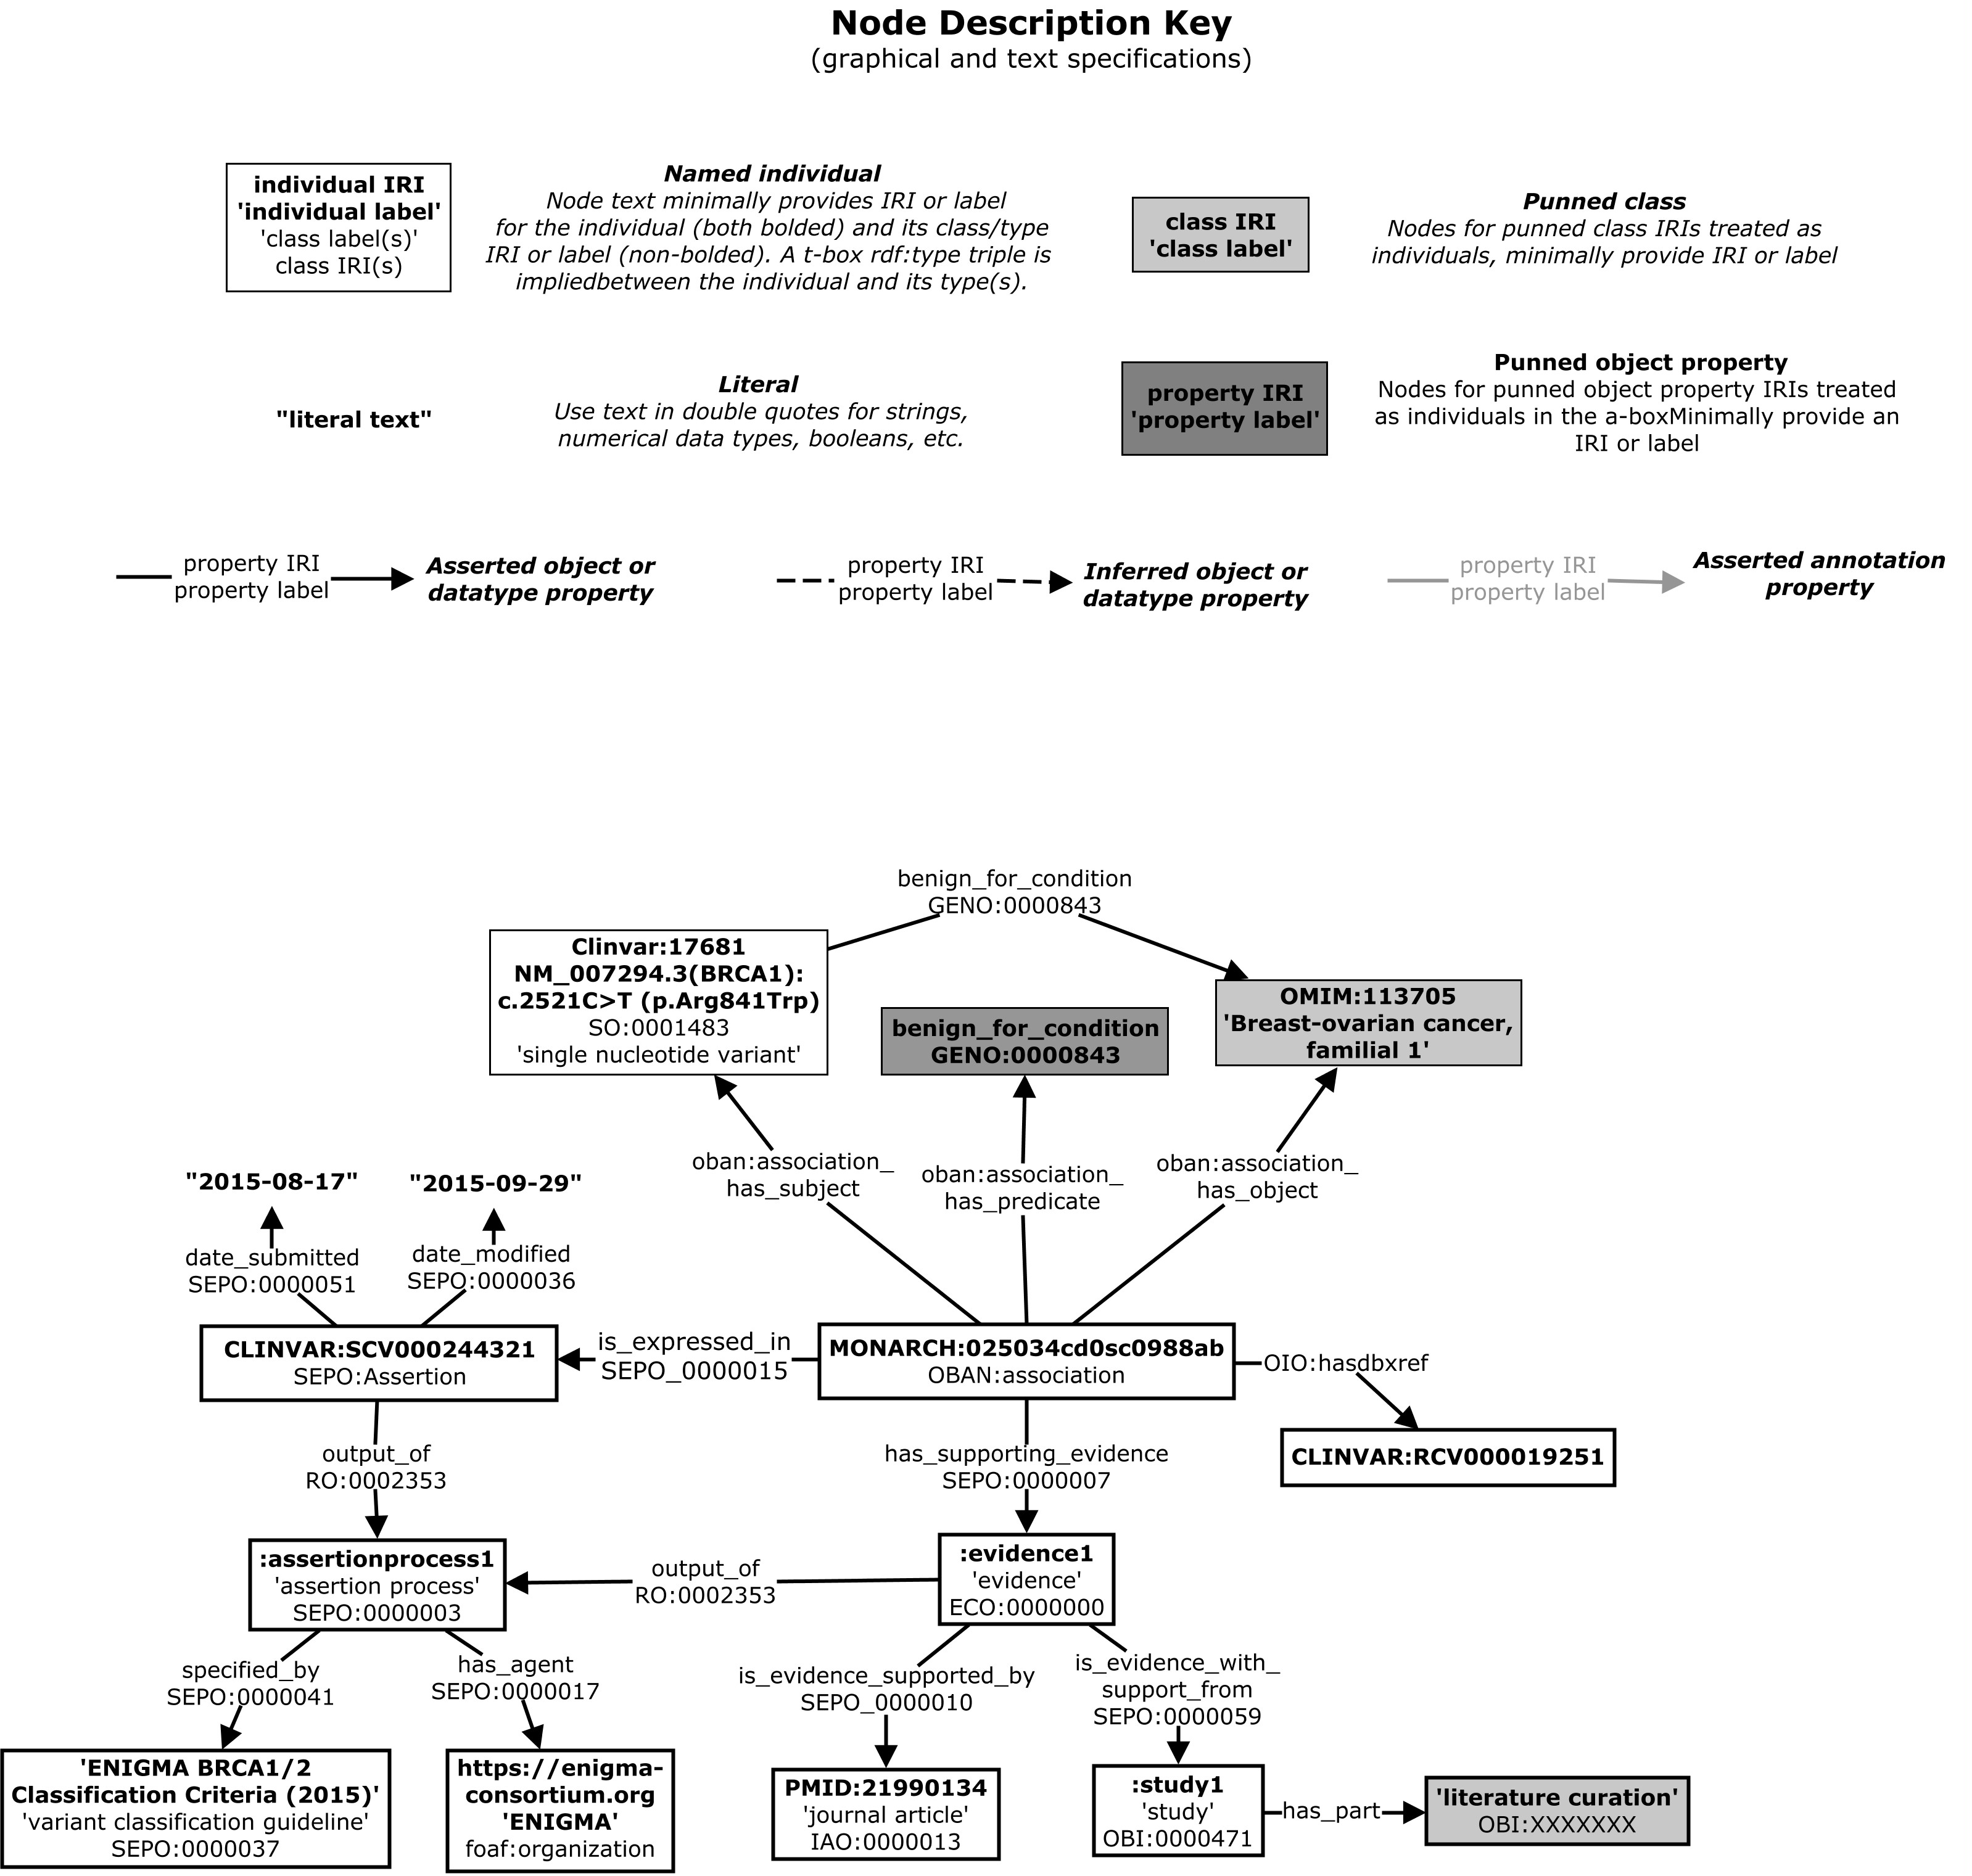 Node Description Key
(graphical and text specifications)
individual IRI
'individual label'
'class label(s)'
class IRI(s)
Named individual
Node text minimally provides IRI or label
for the individual (both bolded) and its class/type
IRI or label (non-bolded). A t-box rdf:type triple is
impliedbetween the individual and its type(s).
class IRI
'class label'
Punned class
Nodes for punned class IRIs treated as
individuals, minimally provide IRI or label
"literal text"
Literal
Use text in double quotes for strings,
numerical data types, booleans, etc.
property IRI
'property label'
Punned object property
Nodes for punned object property IRIs treated
as individuals in the a-boxMinimally provide an
IRI or label
property IRI
property label
Asserted object or
datatype property
property IRI
property label
Inferred object or
datatype property
property IRI
property label
Asserted annotation
property
benign_for_condition
GENO:0000843
Clinvar:17681
NM_007294.3(BRCA1):
c.2521C>T (p.Arg841Trp)
SO:0001483
'single nucleotide variant'
benign_for_condition
GENO:0000843
OMIM:113705
'Breast-ovarian cancer,
familial 1'
oban:association_
has_subject
oban:association_
has_predicate
oban:association_
has_object
"2015-08-17"
"2015-09-29"
date_submitted
SEPO:0000051
date_modified
SEPO:0000036
CLINVAR:SCV000244321
SEPO:Assertion
is_expressed_in
SEPO_0000015
MONARCH:025034cd0sc0988ab
OBAN:association
OIO:hasdbxref
CLINVAR:RCV000019251
output_of
RO:0002353
has_supporting_evidence
SEPO:0000007
:assertionprocess1
'assertion process'
SEPO:0000003
output_of
RO:0002353
:evidence1
'evidence'
ECO:0000000
specified_by
SEPO:0000041
has_agent
SEPO:0000017
is_evidence_supported_by
SEPO_0000010
is_evidence_with_
support_from
SEPO:0000059
'ENIGMA BRCA1/2
Classification Criteria (2015)'
'variant classification guideline'
SEPO:0000037
https://enigma-
consortium.org
'ENIGMA'
foaf:organization
PMID:21990134
'journal article'
IAO:0000013
:study1
'study'
OBI:0000471
has_part
'literature curation'
OBI:XXXXXXX